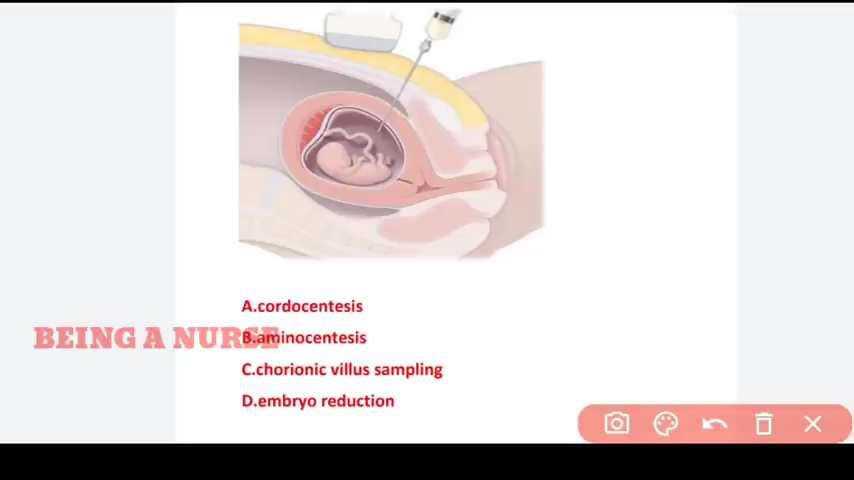 A.cordocentesis
BEING A NURSE
B.aminocentesis
C.chorionic villus sampling
D.embryo reduction